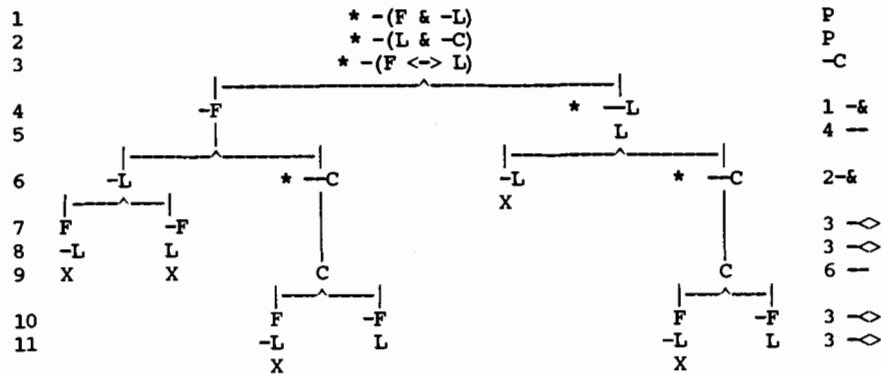 1 * -(F & -L) P
2 * -(L & -C) P
3 * -(F <-> L) -C
4 -F * --L 1 -&
5 L 4 --
6 -L * --C -L * --C 2-&
X
7 F -F 3 -<>
8 -L L 3 -<>
9 X X C C 6 --
10 F -F F -F 3 -<>
11 -L L -L L 3 -<>
X X